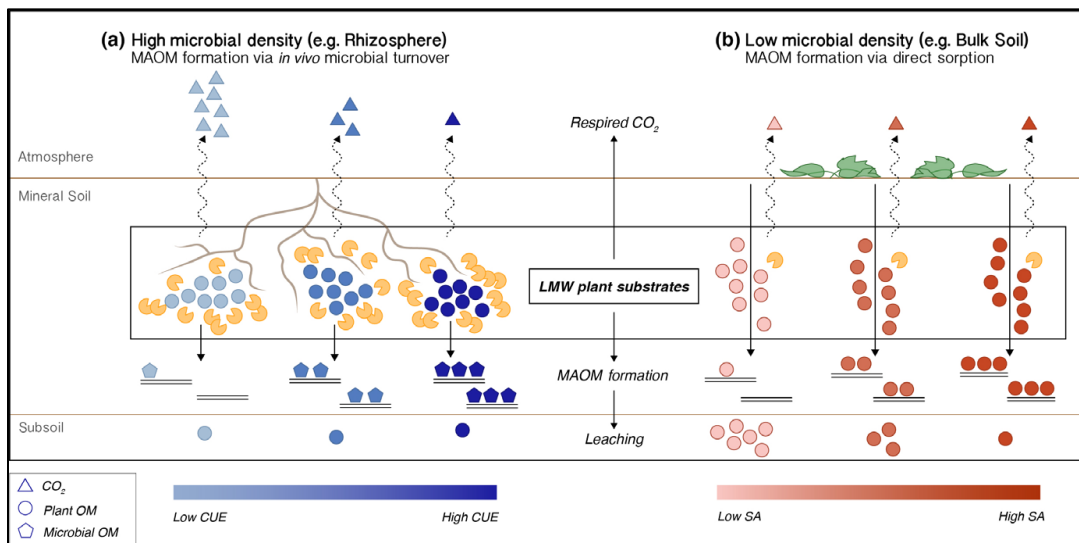 (a) High microbial density (e.g. Rhizosphere)
MAOM formation via in vivo microbial turnover
(b) Low microbial density (e.g. Bulk Soil)
MAOM formation via direct sorption
Respired CO₂
Atmosphere
Mineral Soil
LMW plant substrates
MAOM formation
Subsoil
Leaching
CO₂
Plant OM
Microbial OM
Low CUE
High CUE
Low SA
High SA